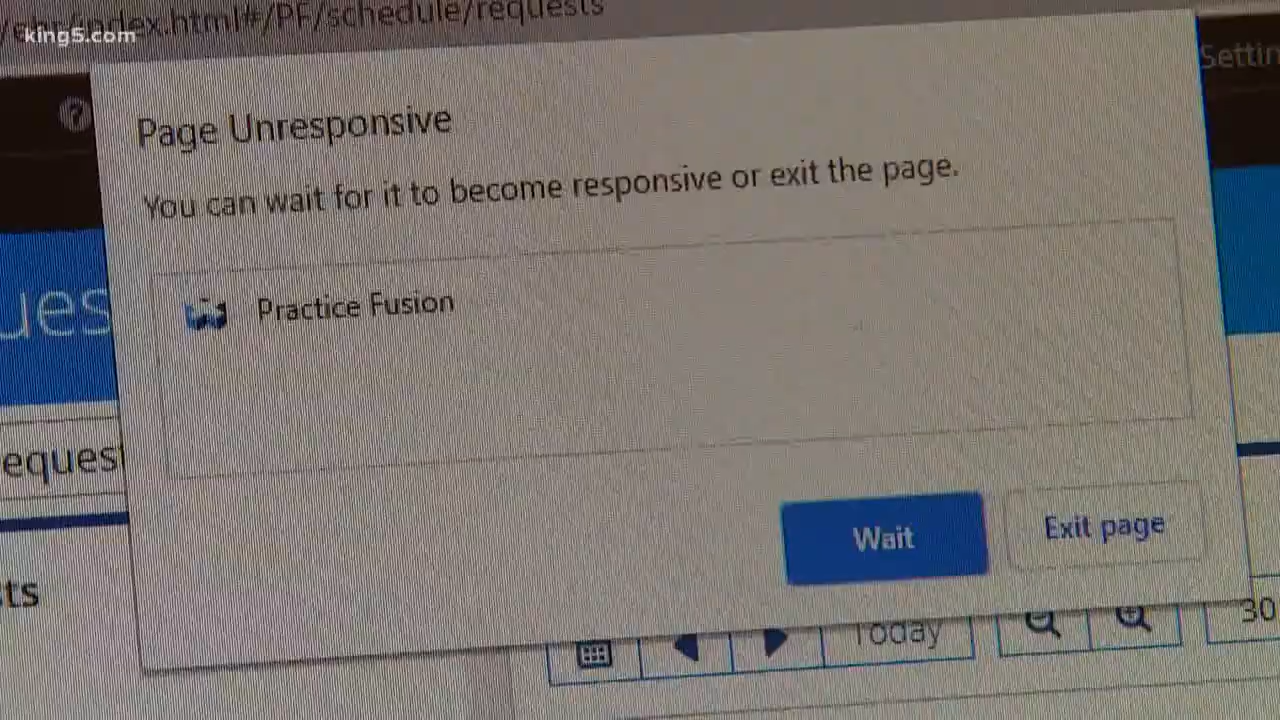 /ehr/index.html#/PF/schedule/requests
king5.com
Settin
?
Page Unresponsive
You can wait for it to become responsive or exit the page.
ues
Practice Fusion
equest
Wait
Exit page
ts
Today
30